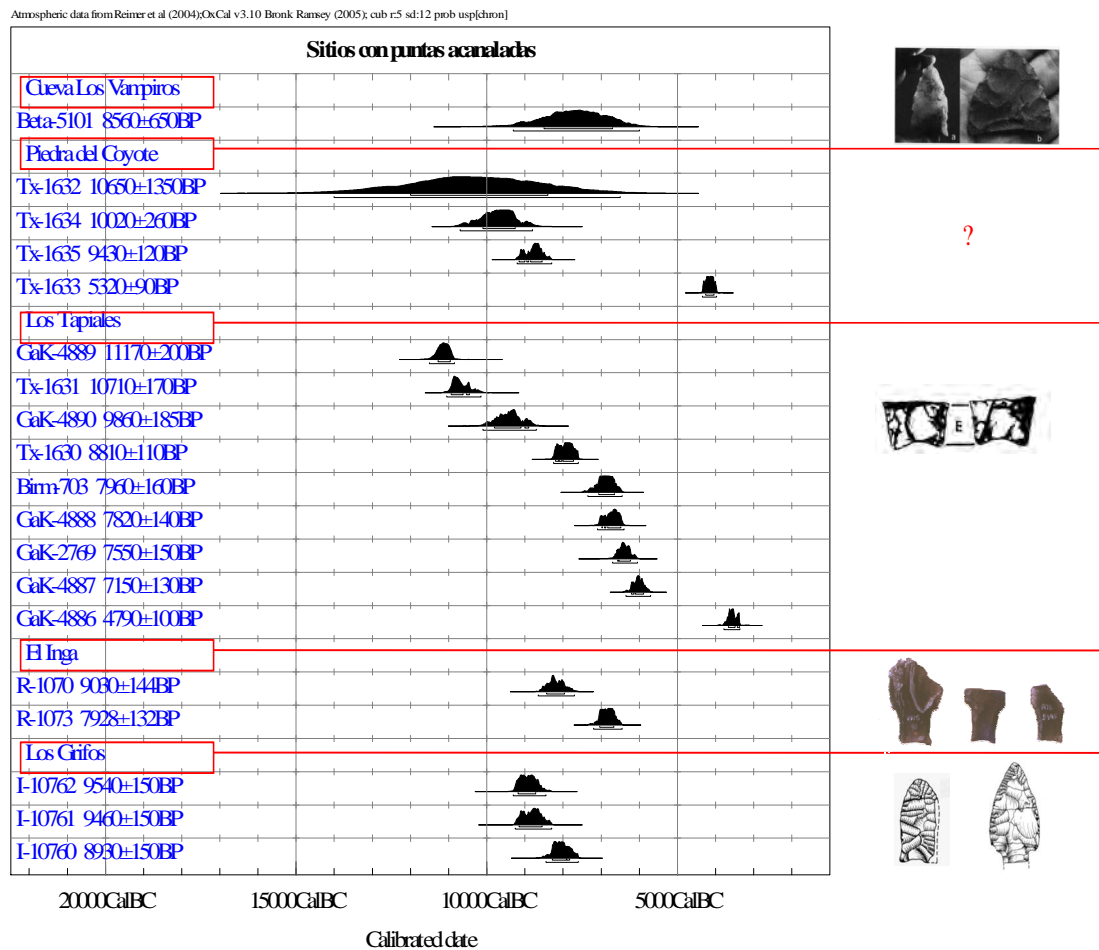 Atmospheric data from Reimer et al (2004);OxCal v3.10 Bronk Ramsey (2005); cub r:5 sd:12 prob usp[chron]
Sitios con puntas acanaladas
Cueva Los Vampiros
Beta-5101 8560±650BP
Piedra del Coyote
Tx-1632 10650±1350BP
Tx-1634 10020±260BP
Tx-1635 9430±120BP
?
Tx-1633 5320±90BP
Los Tapiales
GaK-4889 11170±200BP
Tx-1631 10710±170BP
GaK-4890 9860±185BP
E
Tx-1630 8810±110BP
Birm-703 7960±160BP
GaK-4888 7820±140BP
GaK-2769 7550±150BP
GaK-4887 7150±130BP
GaK-4886 4790±100BP
El Inga
R-1070 9030±144BP
R-1073 7928±132BP
Los Grifos
I-10762 9540±150BP
I-10761 9460±150BP
I-10760 8930±150BP
20000CalBC 15000CalBC 10000CalBC 5000CalBC
Calibrated date
a b